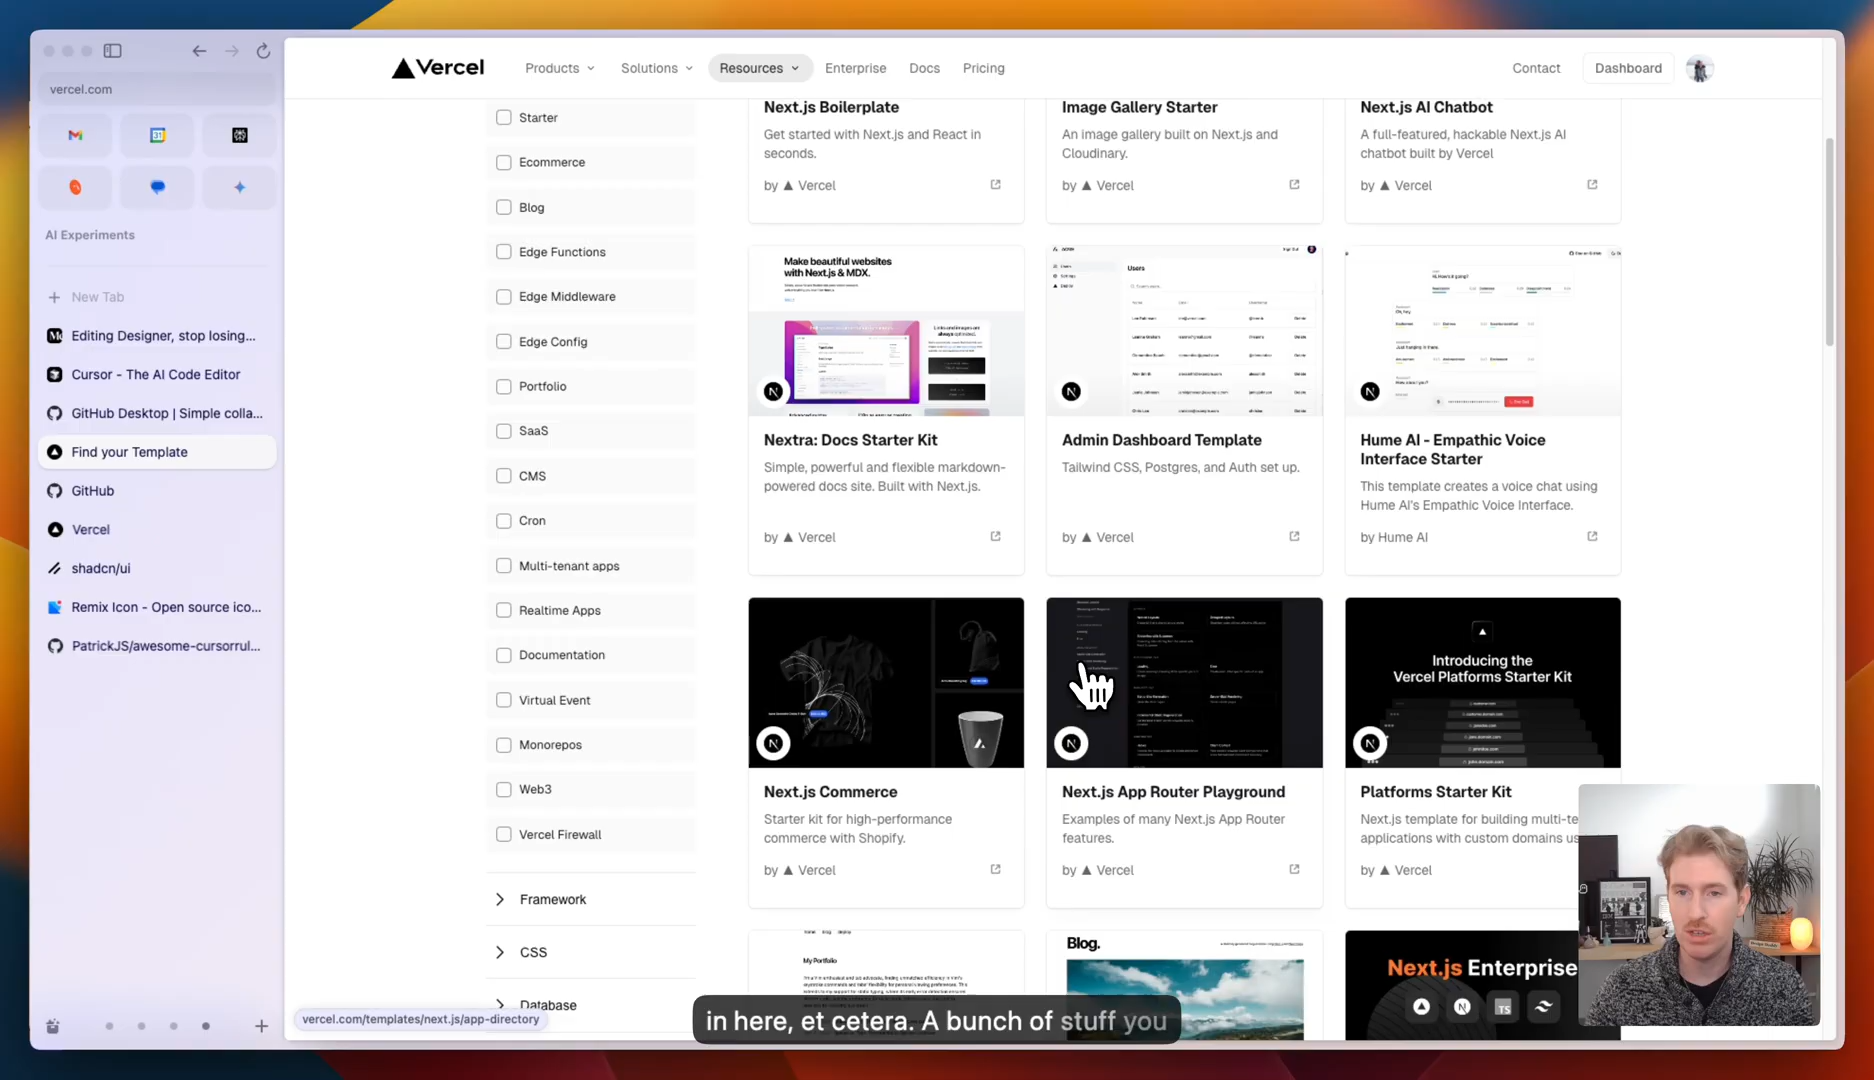 vercel.com
AI Experiments
New Tab
Editing Designer, stop losing...
Cursor - The AI Code Editor
GitHub Desktop | Simple colla...
Find your Template
GitHub
Vercel
shadcn/ui
Remix Icon - Open source ico...
PatrickJS/awesome-cursorrul...
Vercel
Products
Solutions
Resources
Enterprise
Docs
Pricing
Contact
Dashboard
Starter
Ecommerce
Blog
Edge Functions
Edge Middleware
Edge Config
Portfolio
SaaS
CMS
Cron
Multi-tenant apps
Realtime Apps
Documentation
Virtual Event
Monorepos
Web3
Vercel Firewall
Framework
CSS
Database
Next.js Boilerplate
Get started with Next.js and React in
seconds.
by Vercel
Image Gallery Starter
An image gallery built on Next.js and
Cloudinary.
by Vercel
Next.js AI Chatbot
A full-featured, hackable Next.js AI
chatbot built by Vercel
by Vercel
Make beautiful websites
with Next.js & MDX.
Nextra: Docs Starter Kit
Simple, powerful and flexible markdown-
powered docs site. Built with Next.js.
by Vercel
Users
Admin Dashboard Template
Tailwind CSS, Postgres, and Auth set up.
by Vercel
Hume AI - Empathic Voice
Interface Starter
This template creates a voice chat using
Hume AI's Empathic Voice Interface.
by Hume AI
Next.js Commerce
Starter kit for high-performance
commerce with Shopify.
by Vercel
Next.js App Router Playground
Examples of many Next.js App Router
features.
by Vercel
Introducing the
Vercel Platforms Starter Kit
Platforms Starter Kit
Next.js template for building multi-te
applications with custom domains us
by Vercel
My Portfolio
Blog.
Next.js Enterprise
TS
vercel.com/templates/next.js/app-directory
in here, et cetera. A bunch of stuff you